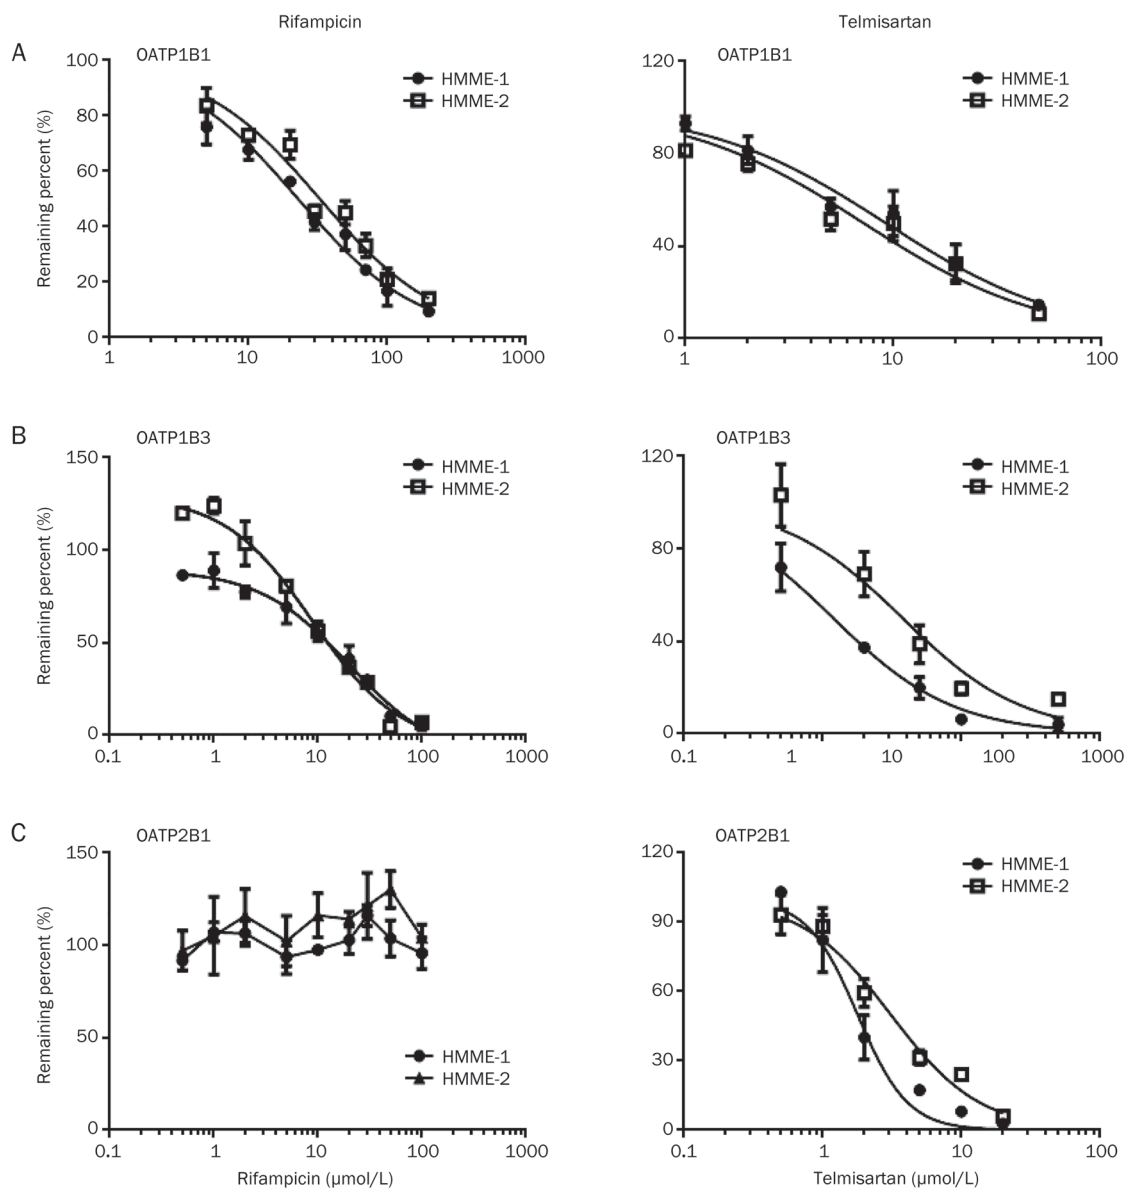 Rifampicin
Telmisartan
A
OATP1B1
HMME-1
HMME-2
Remaining percent (%)
100
80
60
40
20
0
1
10
100
1000
OATP1B1
HMME-1
HMME-2
120
80
40
0
1
10
100
B
OATP1B3
HMME-1
HMME-2
Remaining percent (%)
150
100
50
0
0.1
1
10
100
1000
OATP1B3
HMME-1
HMME-2
120
80
40
0
0.1
1
10
100
1000
C
OATP2B1
Remaining percent (%)
150
100
50
0
HMME-1
HMME-2
0.1
1
10
100
1000
Rifampicin (μmol/L)
OATP2B1
HMME-1
HMME-2
120
90
60
30
0
0.1
1
10
100
Telmisartan (μmol/L)